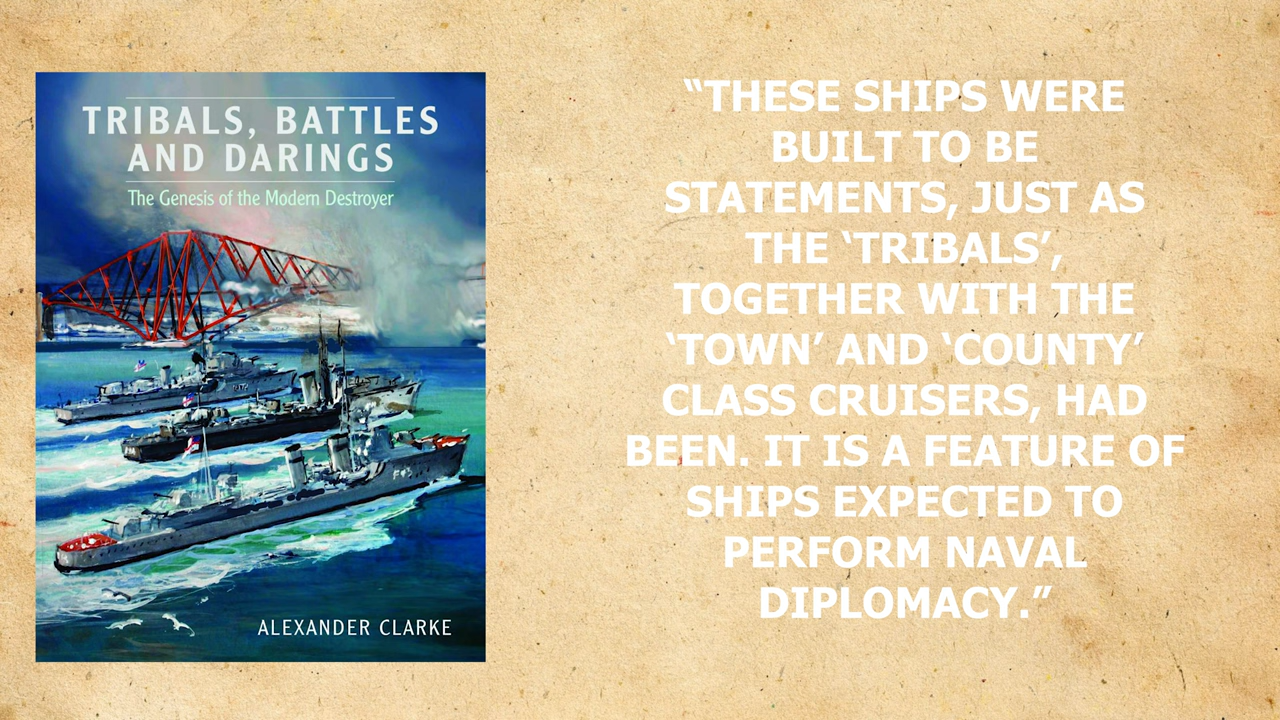 TRIBALS, BATTLES
AND DARINGS
The Genesis of the Modern Destroyer
ALEXANDER CLARKE
“THESE SHIPS WERE
BUILT TO BE
STATEMENTS, JUST AS
THE ‘TRIBALS’,
TOGETHER WITH THE
‘TOWN’ AND ‘COUNTY’
CLASS CRUISERS, HAD
BEEN. IT IS A FEATURE OF
SHIPS EXPECTED TO
PERFORM NAVAL
DIPLOMACY.”